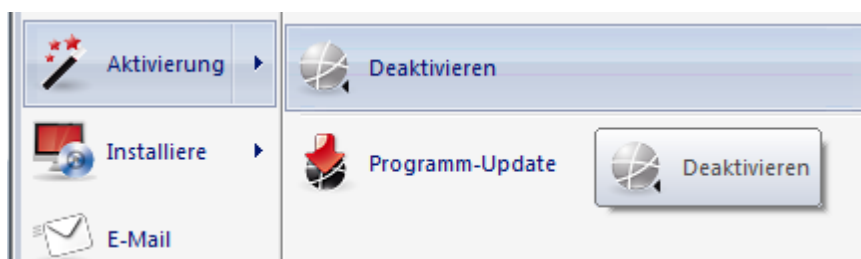 Aktivierung
Deaktivieren
Installiere
Programm-Update
Deaktivieren
E-Mail